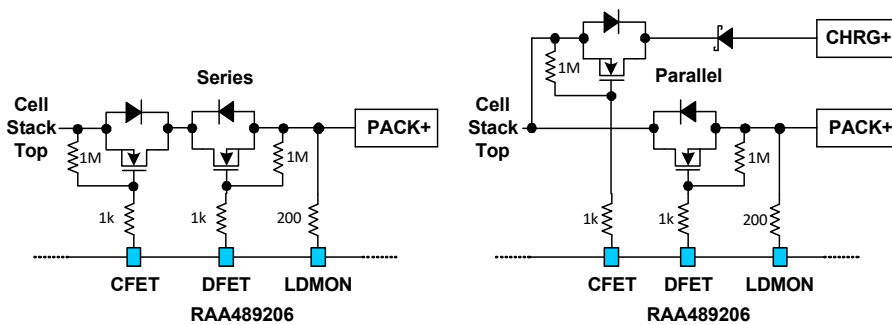 Series
Cell
Stack
Top
1M
1M
PACK+
1k
1k
200
CFET
DFET
LDMON
RAA489206
CHRG+
1M
Parallel
Cell
Stack
Top
PACK+
1M
1k
1k
200
CFET
DFET
LDMON
RAA489206